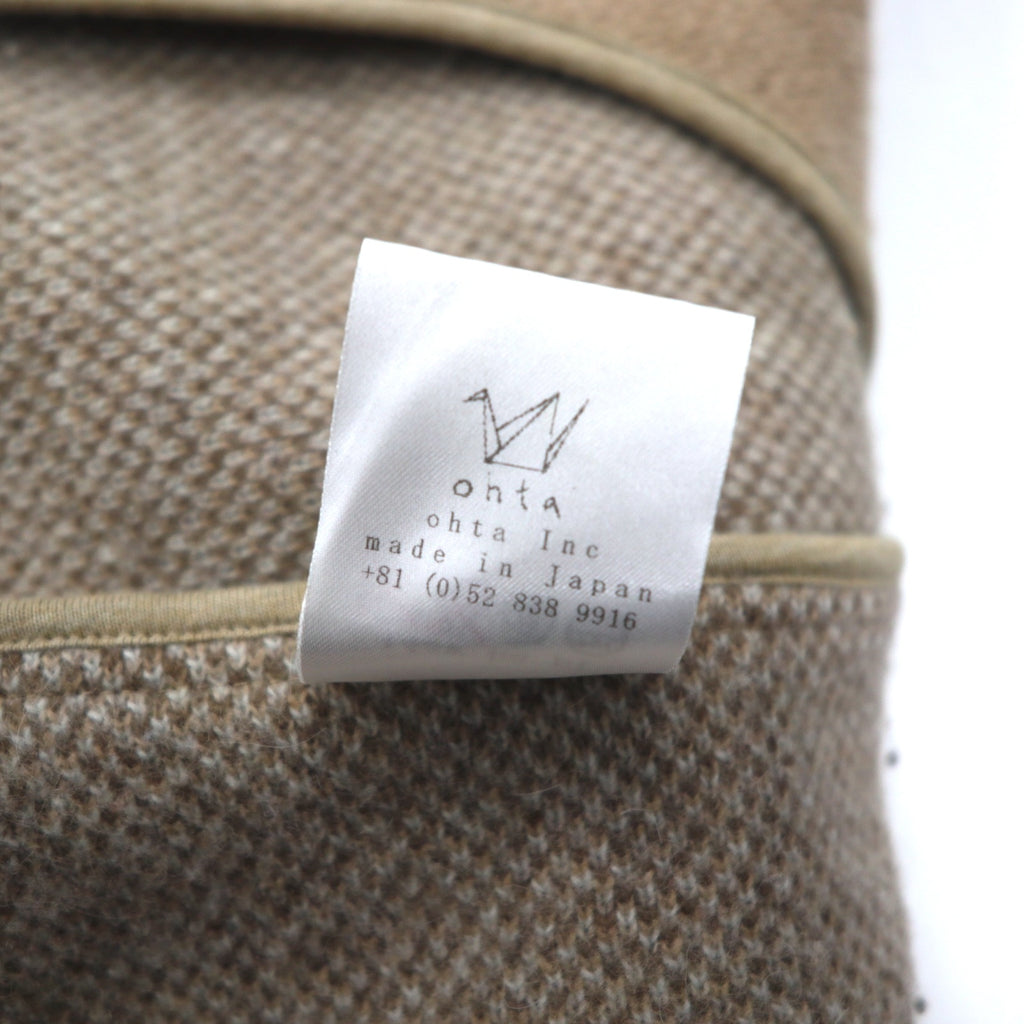 ohta
ohta Inc
made in Japan
+81 (0)52 838 9916